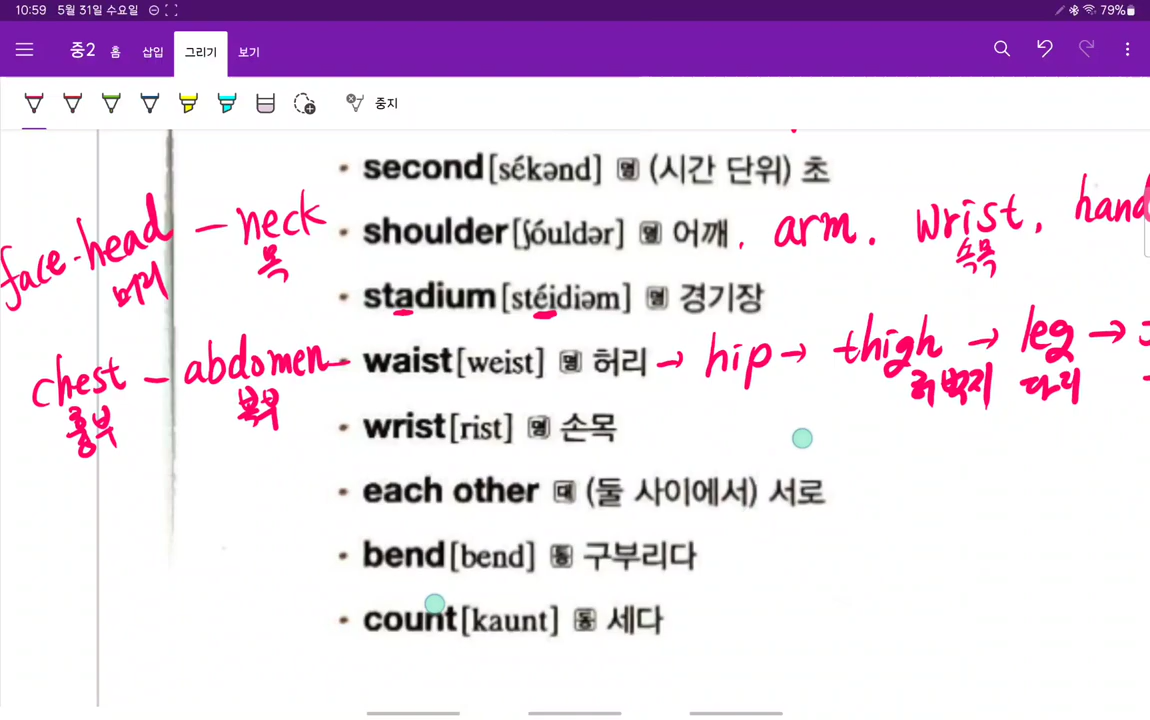 10:59 5월 31일 수요일 79%
중2 홈 삽입 그리기 보기
중지
second[sékənd] 명 (시간 단위) 초
face - head - neck
머리 목
shoulder[ʃóuldər] 명 어깨, arm, wrist, hand
손목
stadium[stéidiəm] 명 경기장
chest - abdomen - waist[weist] 명 허리 → hip → thigh → leg →
흉부 복부 허벅지 다리
wrist[rist] 명 손목
each other 대 (둘 사이에서) 서로
bend[bend] 동 구부리다
count[kaunt] 동 세다